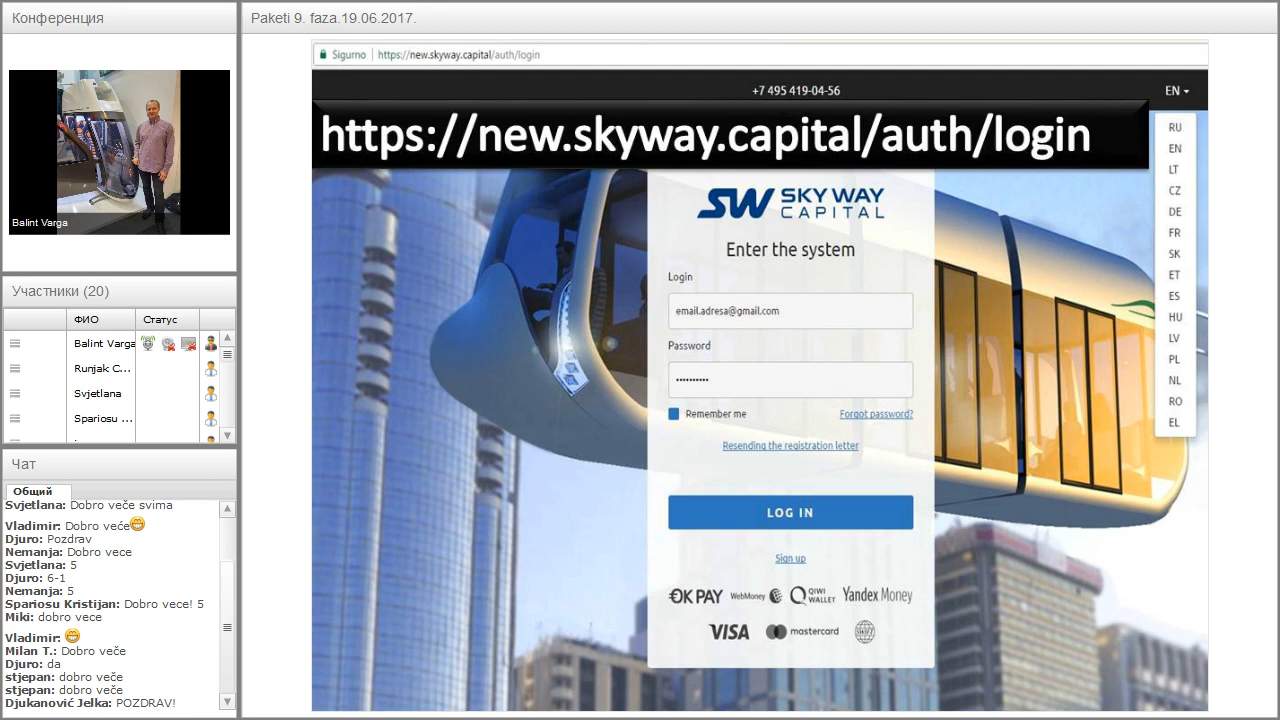 Конференция
Balint Varga
Участники (20)
ФИО
Статус
Balint Varga
Runjak C...
Svjetlana
Spariosu ...
Чат
Общий
Svjetlana: Dobro veče svima
Vladimir: Dobro veće
Djuro: Pozdrav
Nemanja: Dobro vece
Svjetlana: 5
Djuro: 6-1
Nemanja: 5
Spariosu Kristijan: Dobro vece! 5
Miki: dobro vece
Vladimir:
Milan T.: Dobro veče
Djuro: da
stjepan: dobro veče
stjepan: dobro veče
Djukanović Jelka: POZDRAV!
Paketi 9. faza.19.06.2017.
Sigurno
https://new.skyway.capital/auth/login
+7 495 419-04-56
EN
https://new.skyway.capital/auth/login
RU
EN
LT
CZ
DE
FR
SK
ET
ES
HU
LV
PL
NL
RO
EL
SW SKY WAY
CAPITAL
Enter the system
Login
email.adresa@gmail.com
Password
••••••••••
Remember me
Forgot password?
Resending the registration letter
LOG IN
Sign up
OKPAY
WebMoney
QIWI
WALLET
Yandex Money
VISA
mastercard
SWIFT